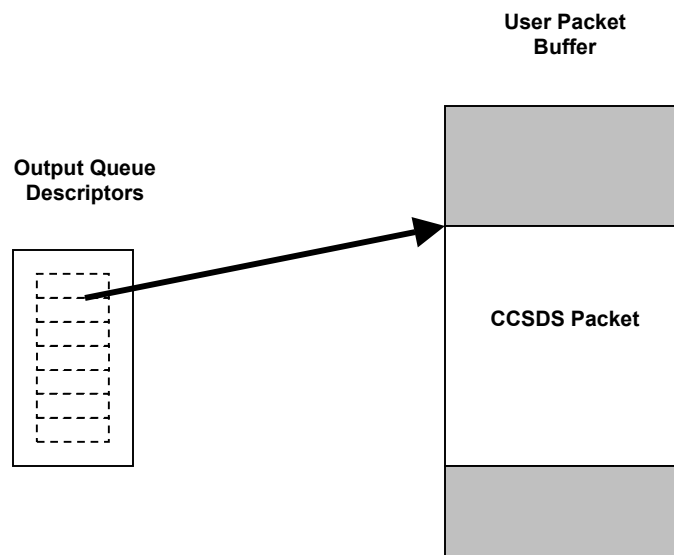 User Packet
Buffer
Output Queue
Descriptors
CCSDS Packet